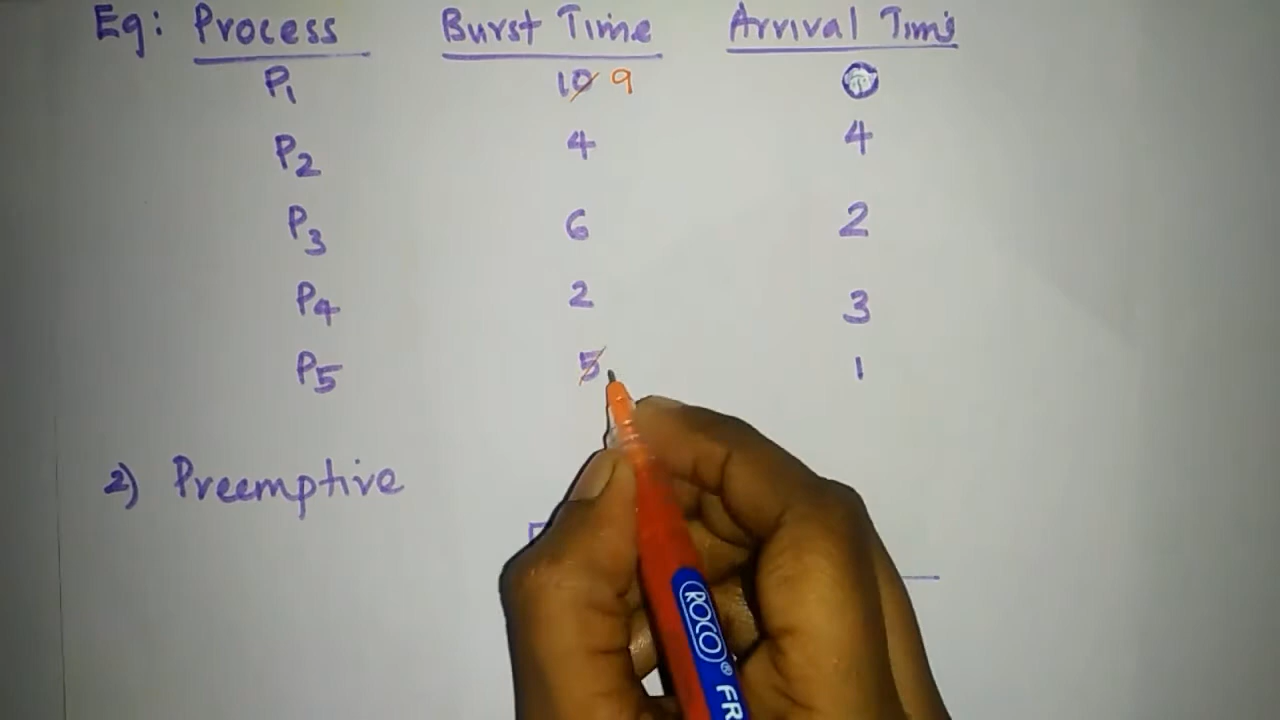 Eg: Process Burst Time Arrival Time
P1 10 9 0
P2 4 4
P3 6 2
P4 2 3
P5 5 1
2) Preemptive
ROCO® FR